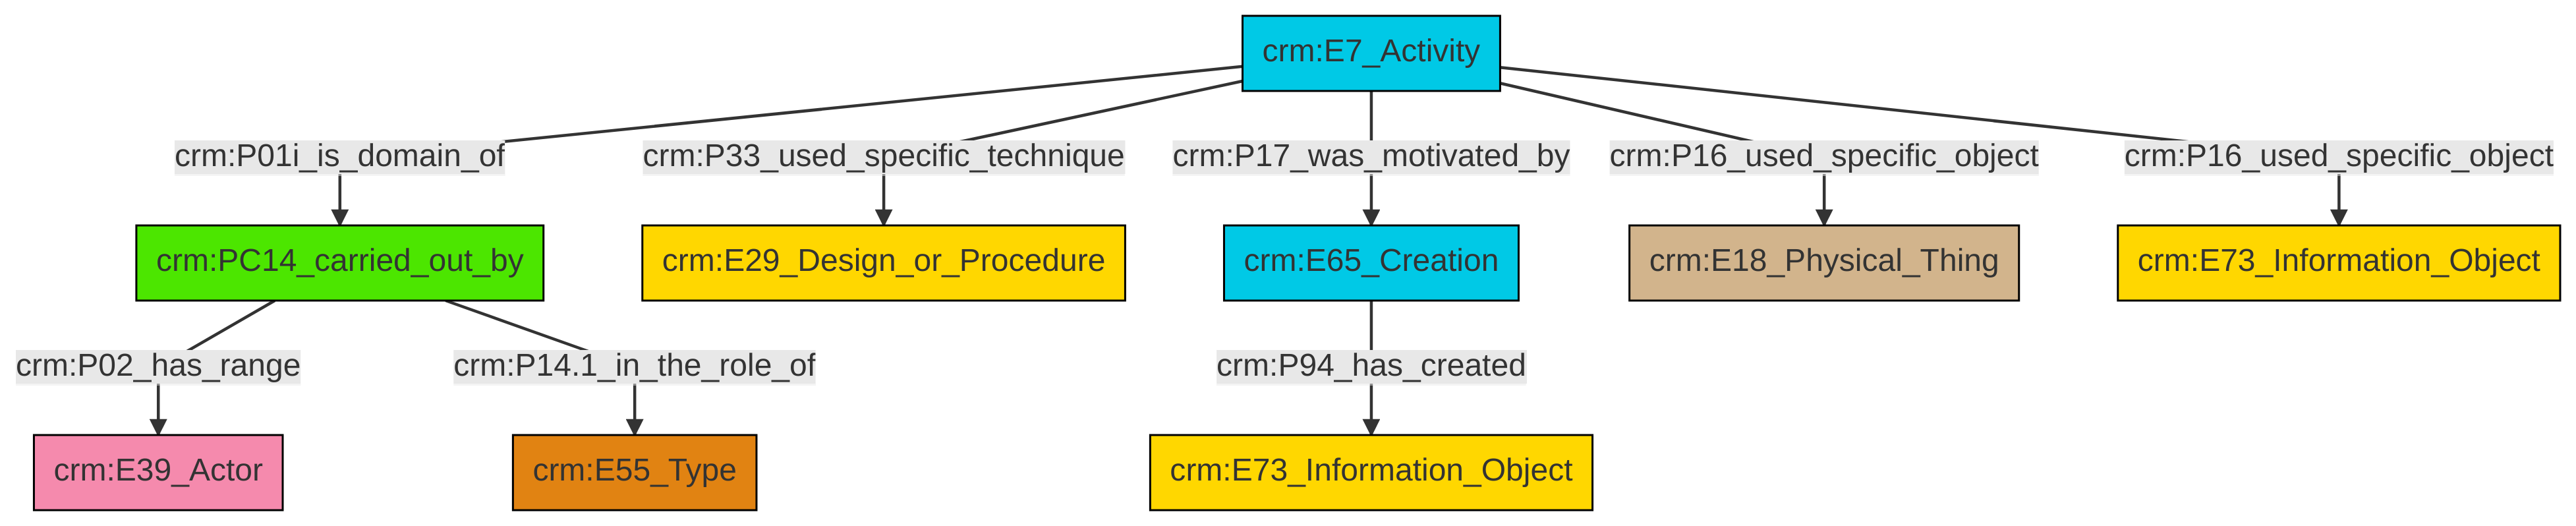 crm:E7_Activity
crm:P01i_is_domain_of
crm:P33_used_specific_technique
crm:P17_was_motivated_by
crm:P16_used_specific_object
crm:P16_used_specific_object
crm:PC14_carried_out_by
crm:E29_Design_or_Procedure
crm:E65_Creation
crm:E18_Physical_Thing
crm:E73_Information_Object
crm:P02_has_range
crm:P14.1_in_the_role_of
crm:P94_has_created
crm:E39_Actor
crm:E55_Type
crm:E73_Information_Object